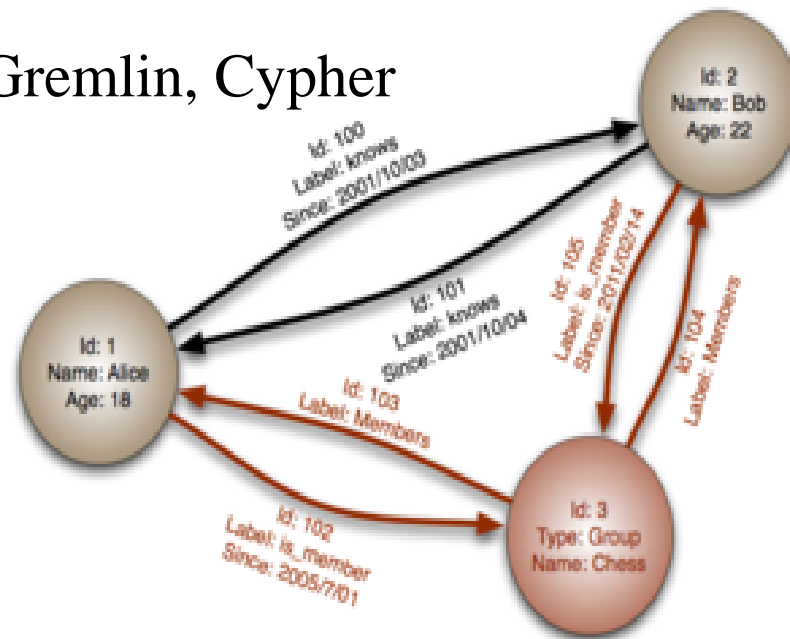 Gremlin, Cypher
Id: 2
Name: Bob
Age: 22
Id: 100
Label: knows
Since: 2001/10/03
Id: 101
Label: knows
Since: 2001/10/04
Id: 105
Label: is_member
Since: 2011/02/14
Id: 104
Label: Members
Id: 1
Name: Alice
Age: 18
Id: 103
Label: Members
Id: 102
Label: is_member
Since: 2005/7/01
Id: 3
Type: Group
Name: Chess